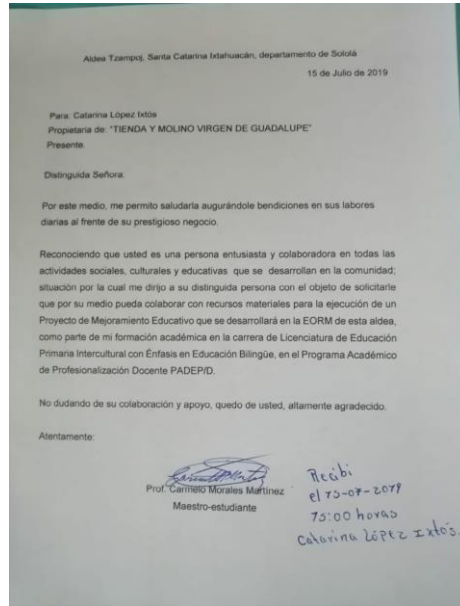 Aldea Tzampoj, Santa Catarina Ixtahuacán, departamento de Sololá
15 de Julio de 2019
Para: Catarina López Ixtós
Propietaria de: "TIENDA Y MOLINO VIRGEN DE GUADALUPE"
Presente.
Distinguida Señora:
Por este medio, me permito saludarla augurándole bendiciones en sus labores
diarias al frente de su prestigioso negocio.
Reconociendo que usted es una persona entusiasta y colaboradora en todas las
actividades sociales, culturales y educativas que se desarrollan en la comunidad;
situación por la cual me dirijo a su distinguida persona con el objeto de solicitarle
que por su medio pueda colaborar con recursos materiales para la ejecución de un
Proyecto de Mejoramiento Educativo que se desarrollará en la EORM de esta aldea,
como parte de mi formación académica en la carrera de Licenciatura de Educación
Primaria Intercultural con Énfasis en Educación Bilingüe, en el Programa Académico
de Profesionalización Docente PADEP/D.
No dudando de su colaboración y apoyo, quedo de usted, altamente agradecido.
Atentamente:
Prof. Carmelo Morales Martínez
Maestro-estudiante
Recibí
el 15-07-2019
15:00 horas
Catarina López Ixtós.